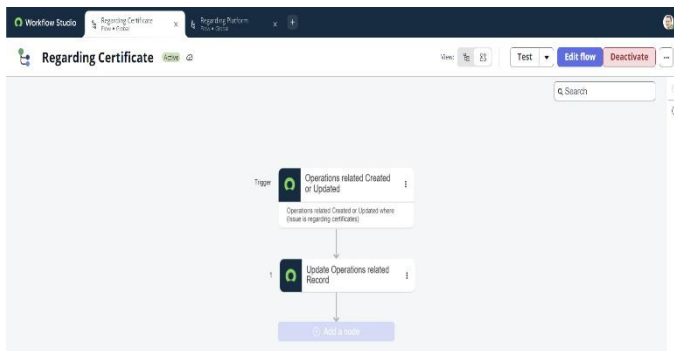 Workflow Studio
Regarding Certificate
Flow • Global
Regarding Platform
Flow • Global
Regarding Certificate
Active
View:
Test
Edit flow
Deactivate
Search
Trigger
Operations related Created
or Updated
Operations related Created or Updated where
(Issue is regarding certificates)
1
Update Operations related
Record
Add a node